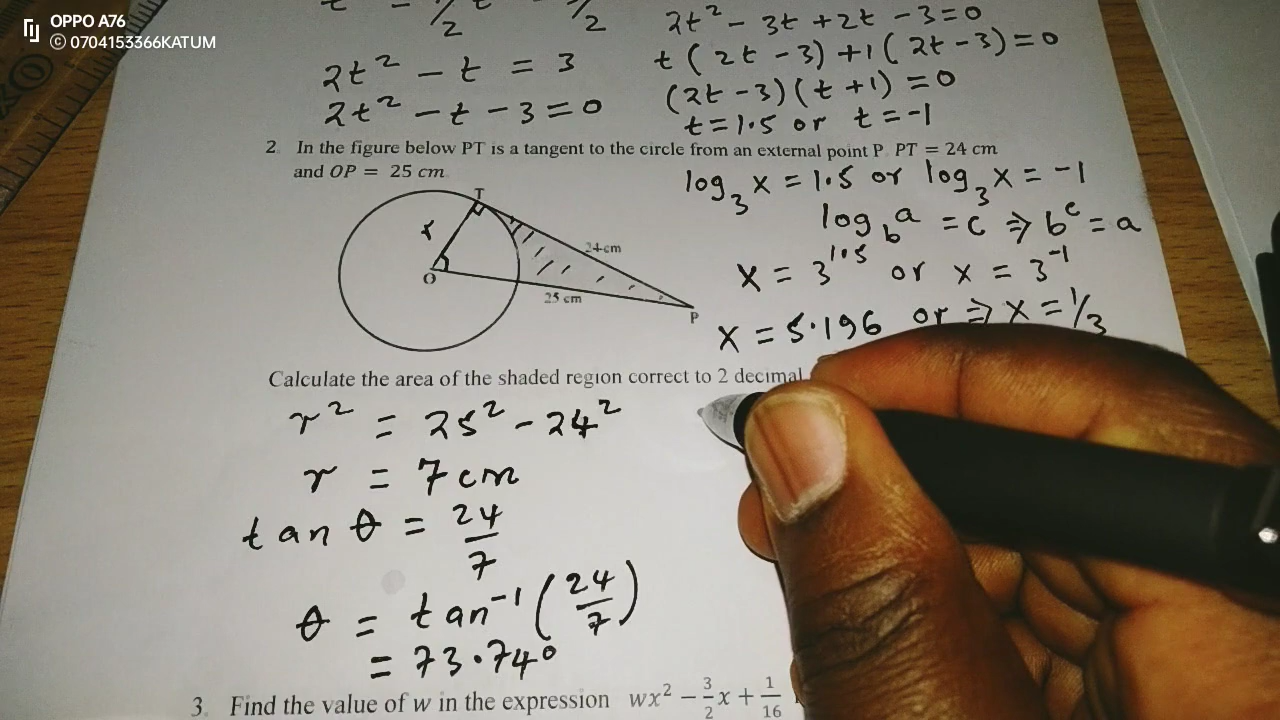 OPPO A76
© 0704153366KATUM
2t² - t = 3
2t² - t - 3 = 0
2t² - 3t + 2t - 3 = 0
t(2t - 3) + 1(2t - 3) = 0
(2t - 3)(t + 1) = 0
t = 1.5 or t = -1
2 In the figure below PT is a tangent to the circle from an external point P. PT = 24 cm
and OP = 25 cm
log₃ x = 1.5 or log₃ x = -1
log_b a = c ⇒ b^c = a
x = 3^1.5 or x = 3^-1
x = 5.196 or ⇒ x = 1/3
T
r
24cm
O
25 cm
P
Calculate the area of the shaded region correct to 2 decimal
r² = 25² - 24²
r = 7cm
tan θ = 24/7
θ = tan⁻¹(24/7)
= 73.74°
3. Find the value of w in the expression wx² - 3/2 x + 1/16